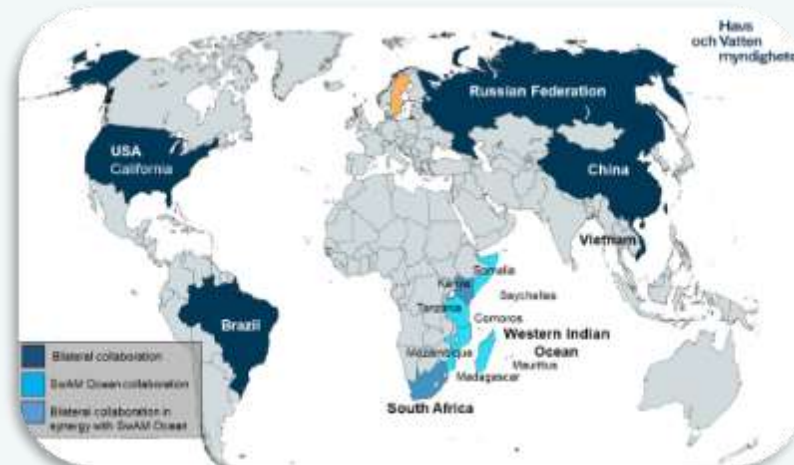 Havs
och Vatten
myndighete
Russian Federation
USA
California
China
Vietnam
Somalia
Kenya
Seychelles
Tanzania
Comoros
Brazil
Western Indian
Ocean
Mozambique
Mauritius
Madagascar
South Africa
Bilateral collaboration
SwAM Ocean collaboration
Bilateral collaboration in
synergy with SwAM Ocean